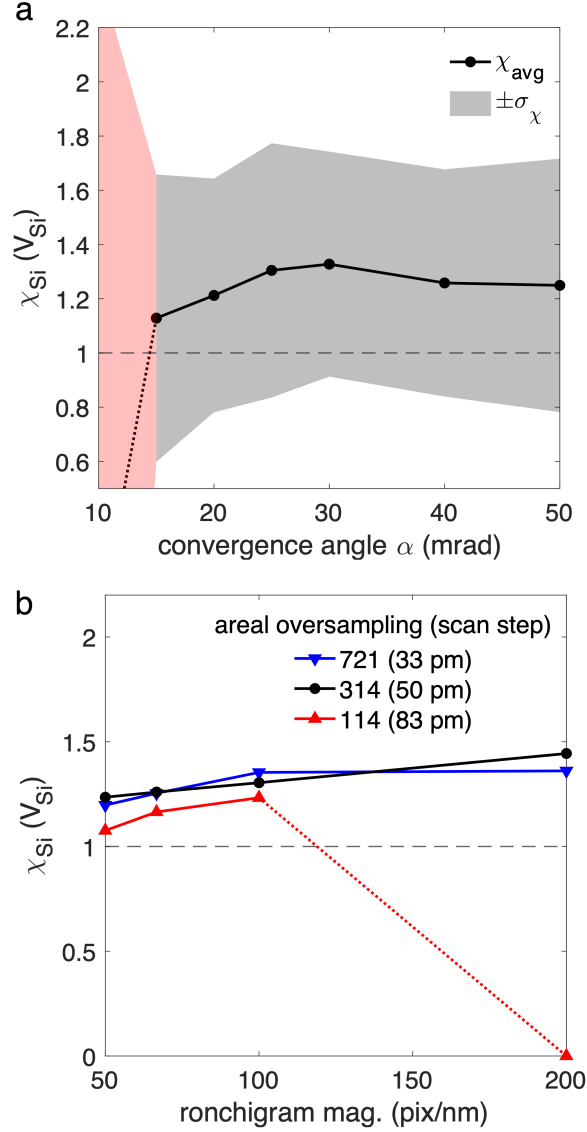 a
2.2
2
1.8
1.6
1.4
1.2
1
0.8
0.6
χSi (VSi)
χavg
±σχ
10 20 30 40 50
convergence angle α (mrad)
b
areal oversampling (scan step)
721 (33 pm)
314 (50 pm)
114 (83 pm)
2
1.5
1
0.5
0
χSi (VSi)
50 100 150 200
ronchigram mag. (pix/nm)